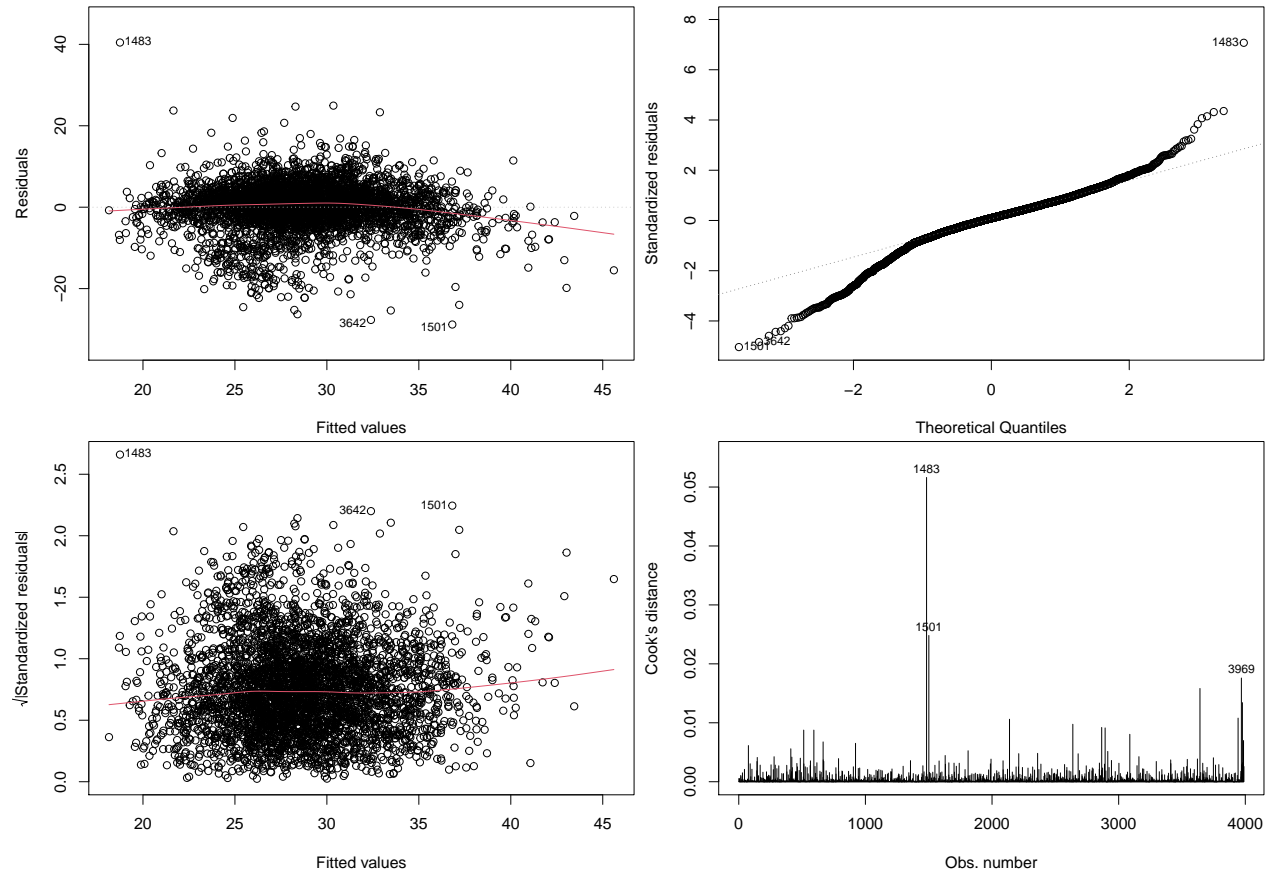 Residuals
40
20
0
−20
1483
3642
1501
20 25 30 35 40 45
Fitted values
Standardized residuals
8
6
4
2
0
−2
−4
1483
1501
3642
−2 0 2
Theoretical Quantiles
√|Standardized residuals|
2.5
2.0
1.5
1.0
0.5
0.0
1483
3642
1501
20 25 30 35 40 45
Fitted values
Cook's distance
0.05
0.04
0.03
0.02
0.01
0.00
1483
1501
3969
0 1000 2000 3000 4000
Obs. number